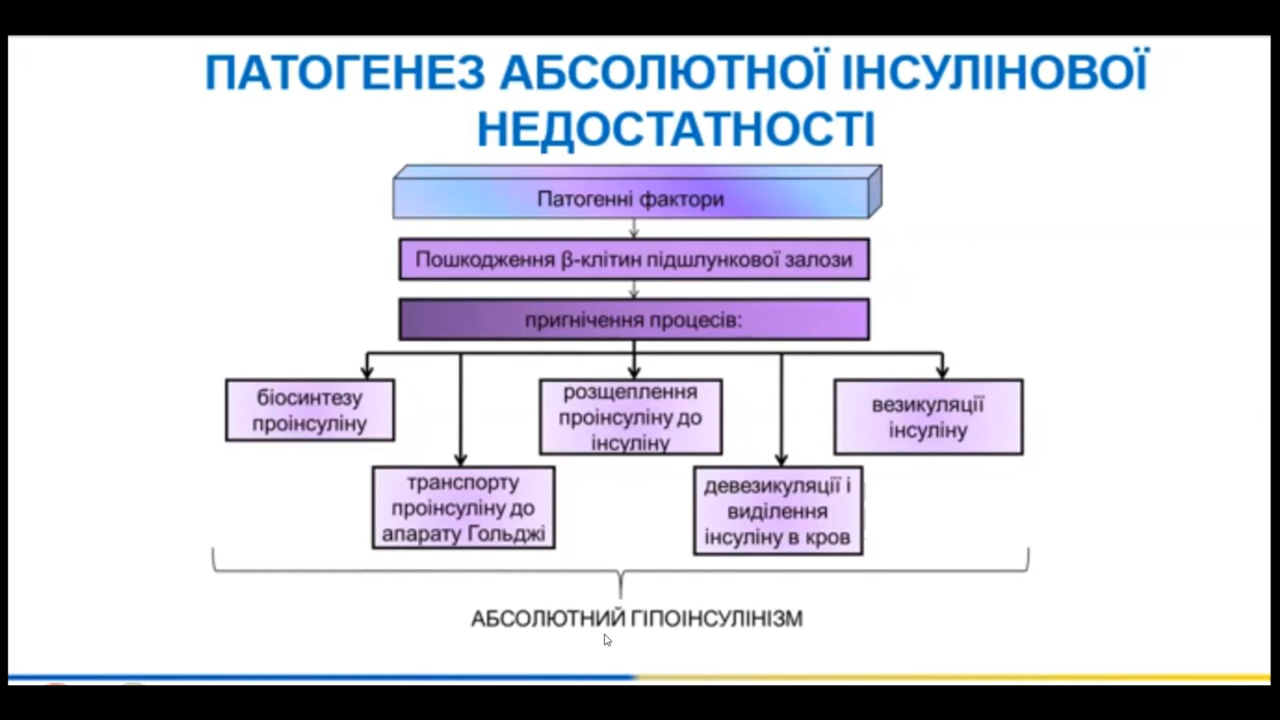 ПАТОГЕНЕЗ АБСОЛЮТНОЇ ІНСУЛІНОВОЇ
НЕДОСТАТНОСТІ
Патогенні фактори
Пошкодження β-клітин підшлункової залози
пригнічення процесів:
біосинтезу
проінсуліну
розщеплення
проінсуліну до
інсуліну
везикуляції
інсуліну
транспорту
проінсуліну до
апарату Гольджі
девезикуляції і
виділення
інсуліну в кров
АБСОЛЮТНИЙ ГІПОІНСУЛІНІЗМ